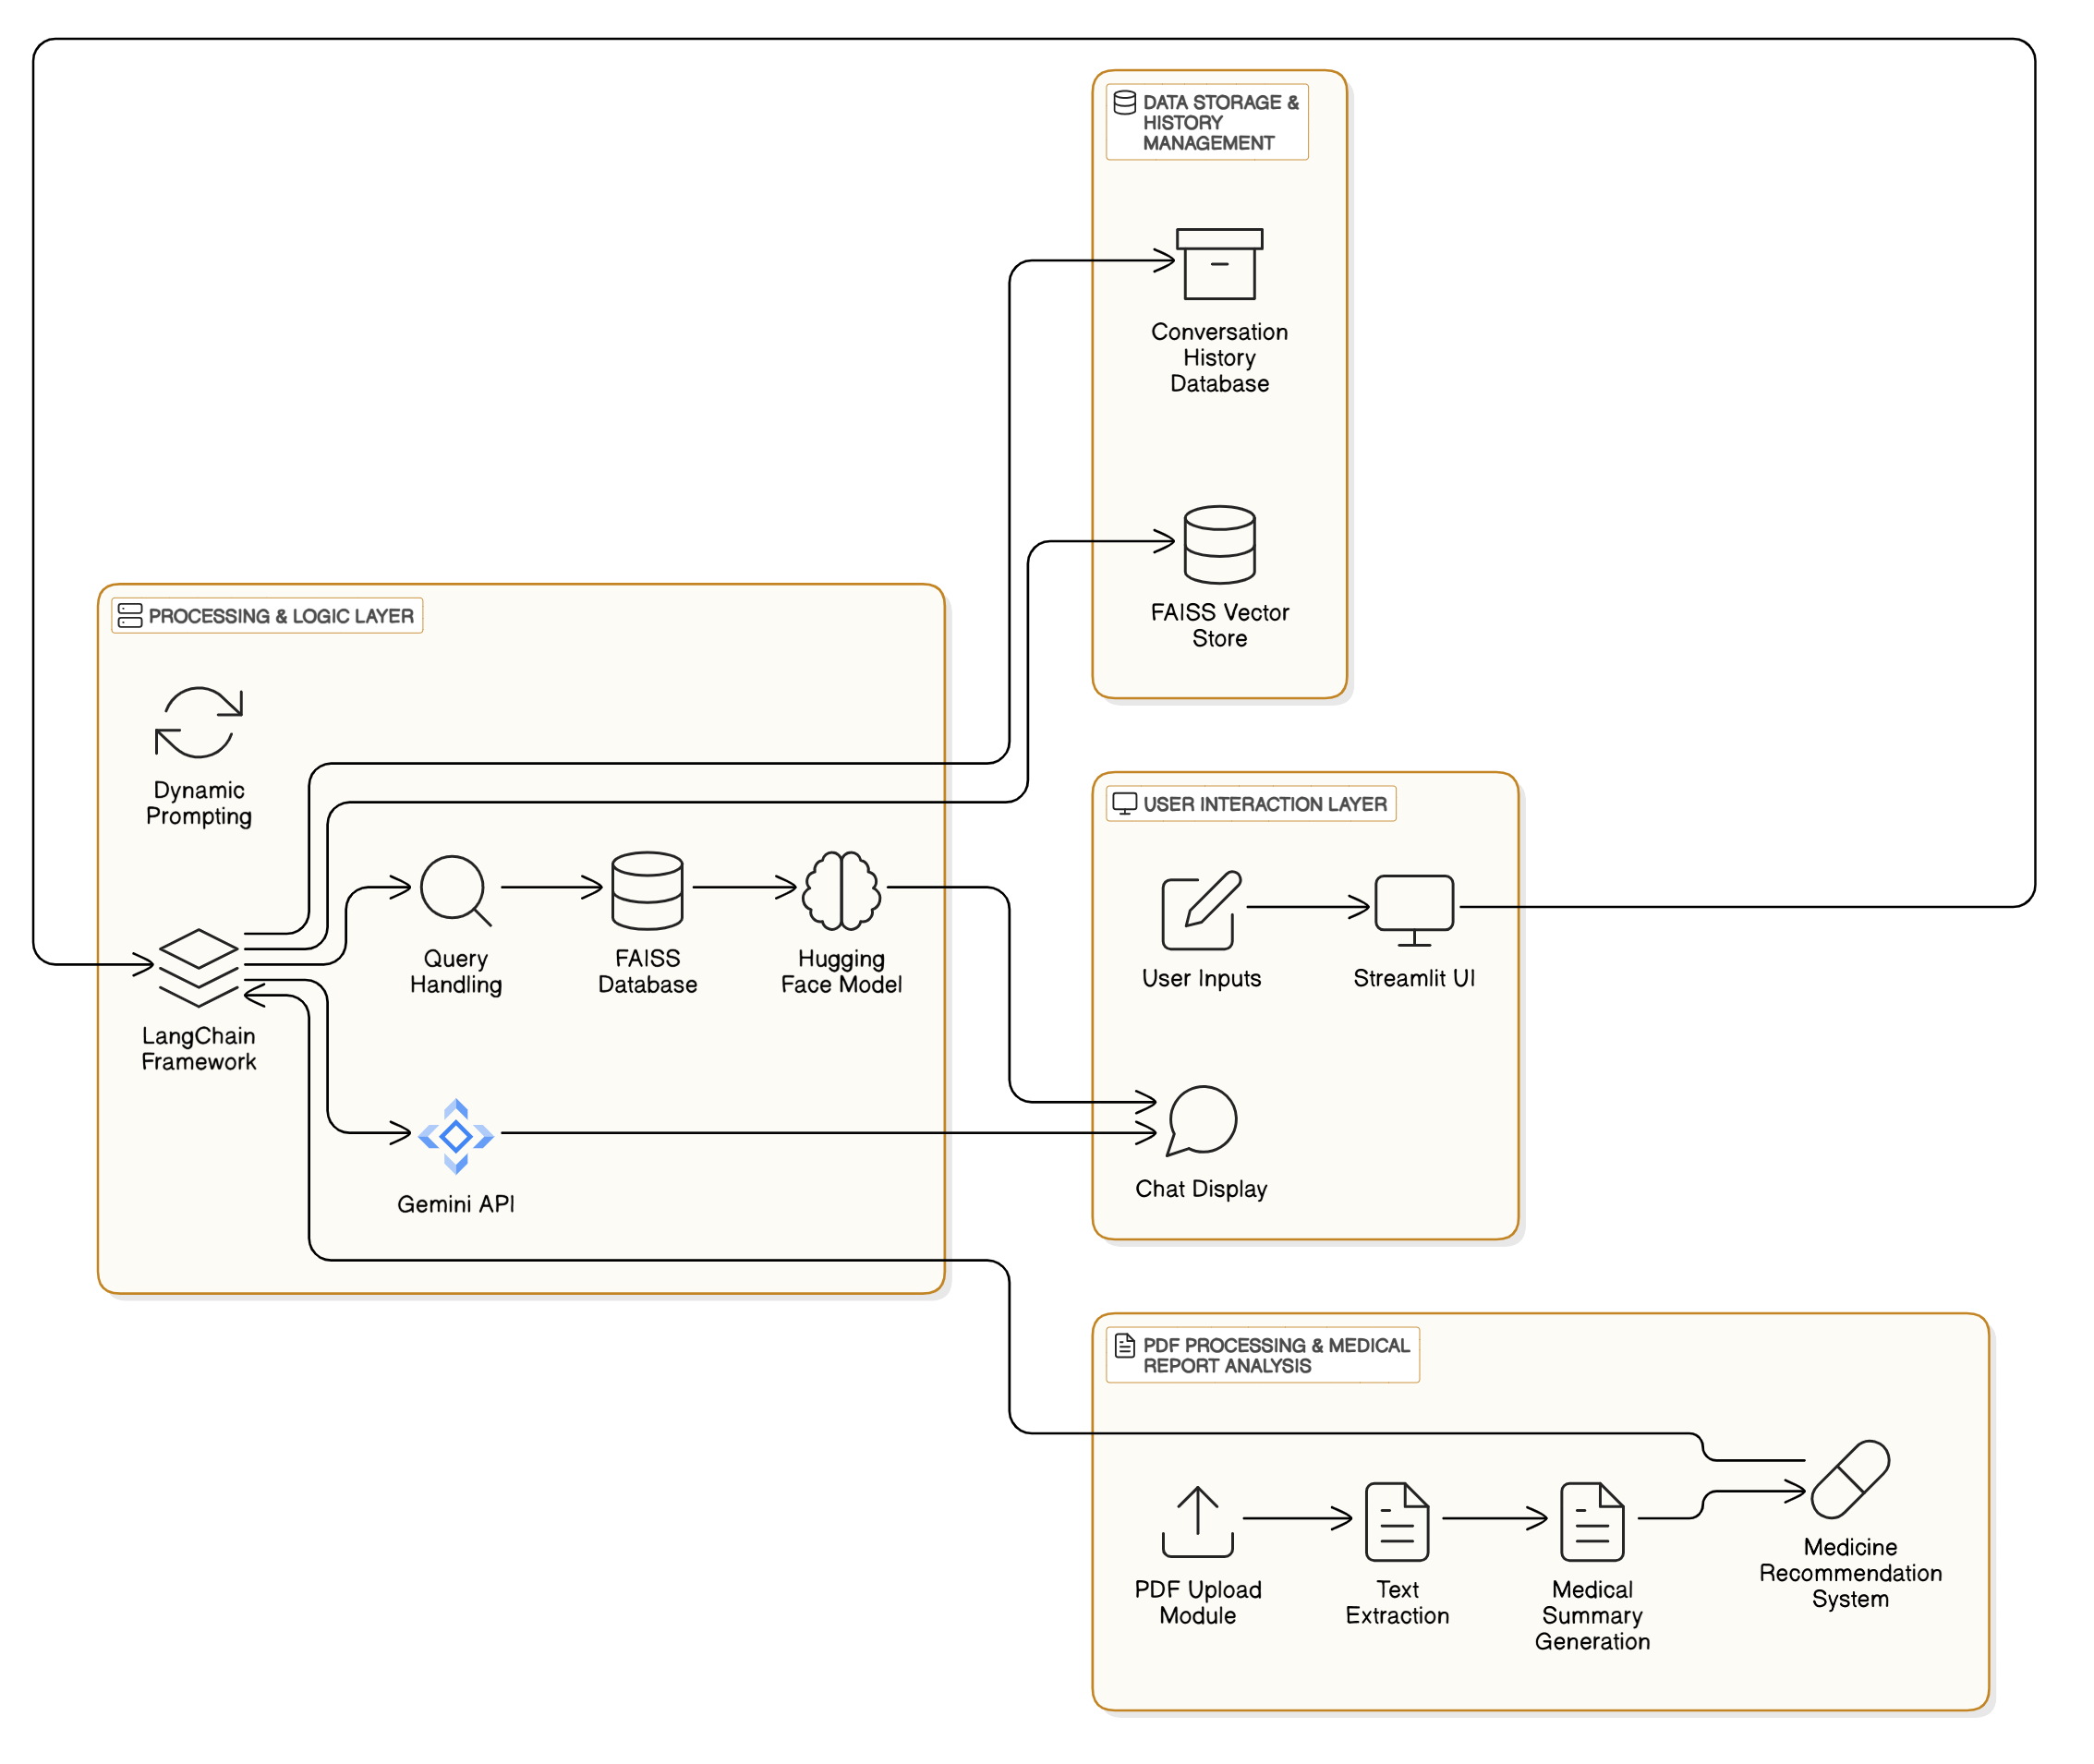 DATA STORAGE &
HISTORY
MANAGEMENT
Conversation
History
Database
FAISS Vector
Store
PROCESSING & LOGIC LAYER
Dynamic
Prompting
LangChain
Framework
Query
Handling
FAISS
Database
Hugging
Face Model
Gemini API
USER INTERACTION LAYER
User Inputs
Streamlit UI
Chat Display
PDF PROCESSING & MEDICAL
REPORT ANALYSIS
PDF Upload
Module
Text
Extraction
Medical
Summary
Generation
Medicine
Recommendation
System